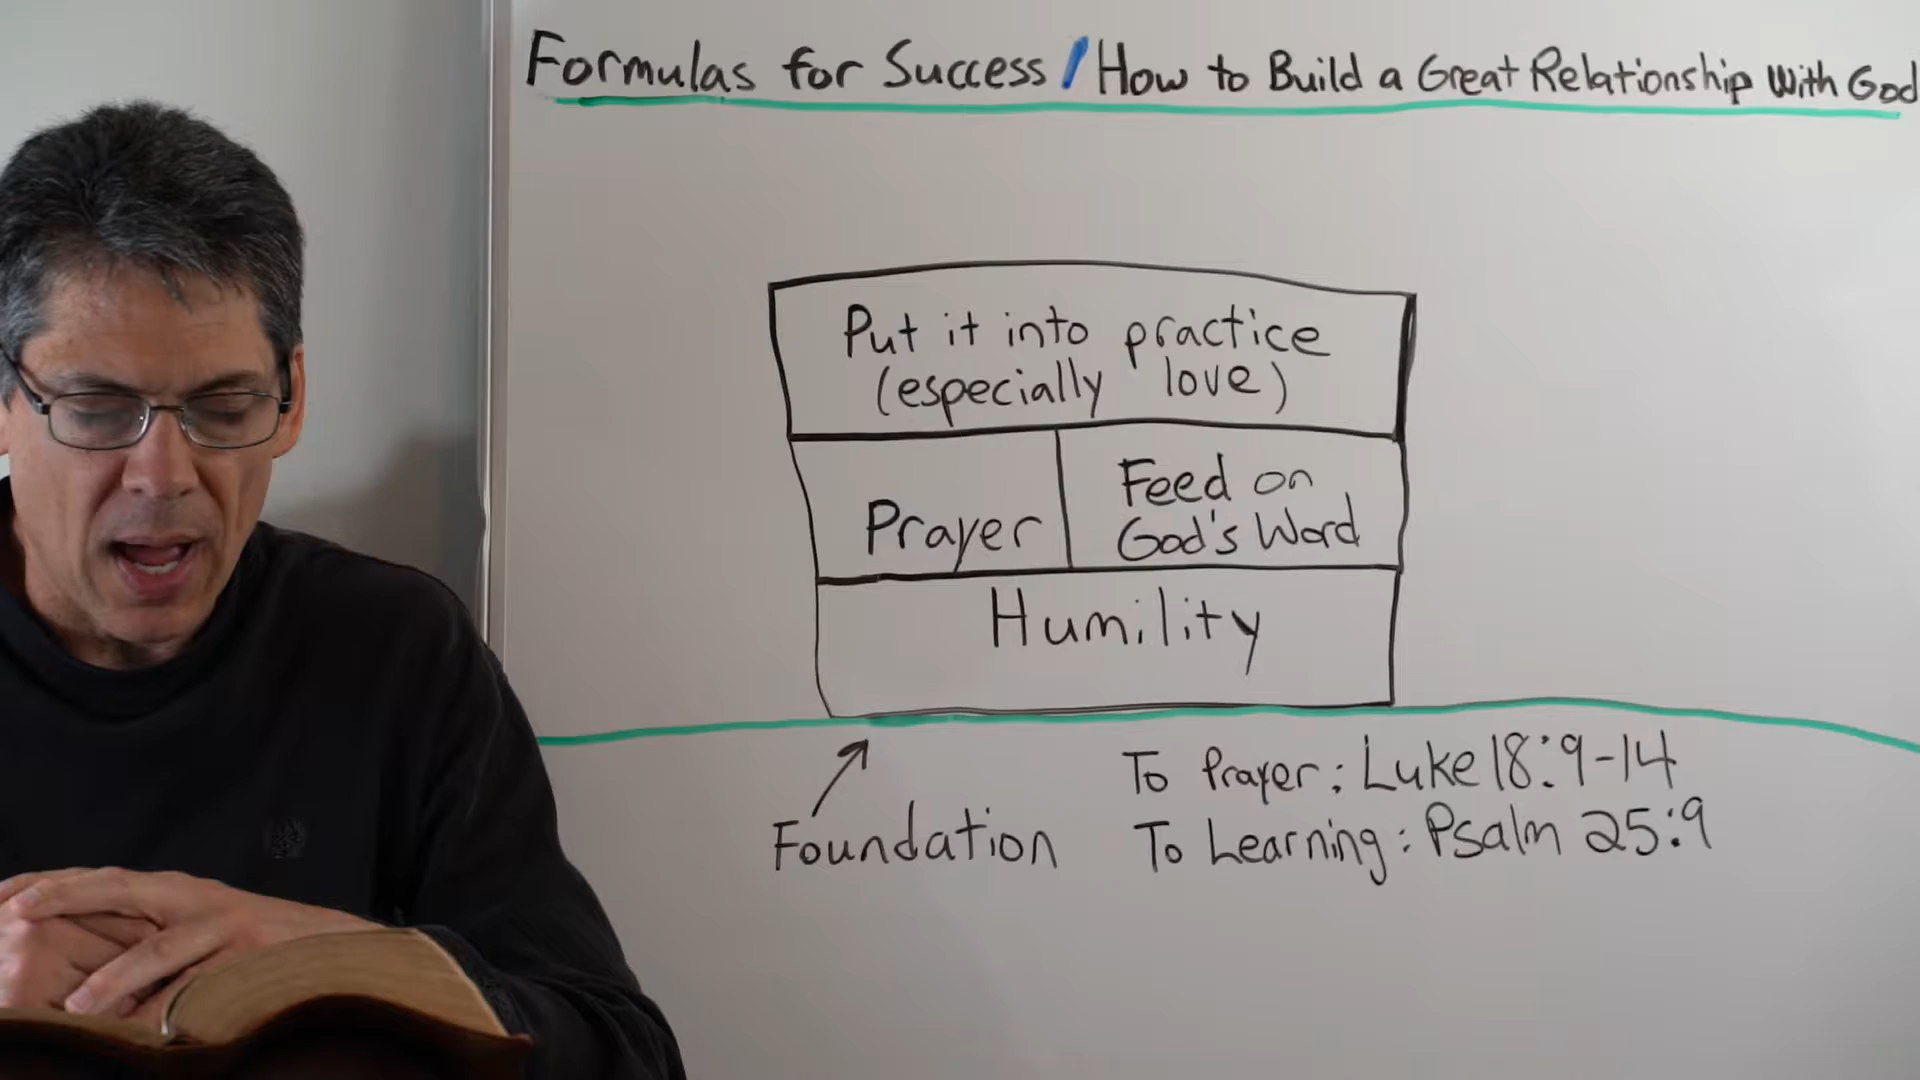 Formulas for Success / How to Build a Great Relationship With God
Put it into practice
(especially love)
Prayer
Feed on
God's Word
Humility
Foundation
To Prayer: Luke 18:9-14
To Learning: Psalm 25:9